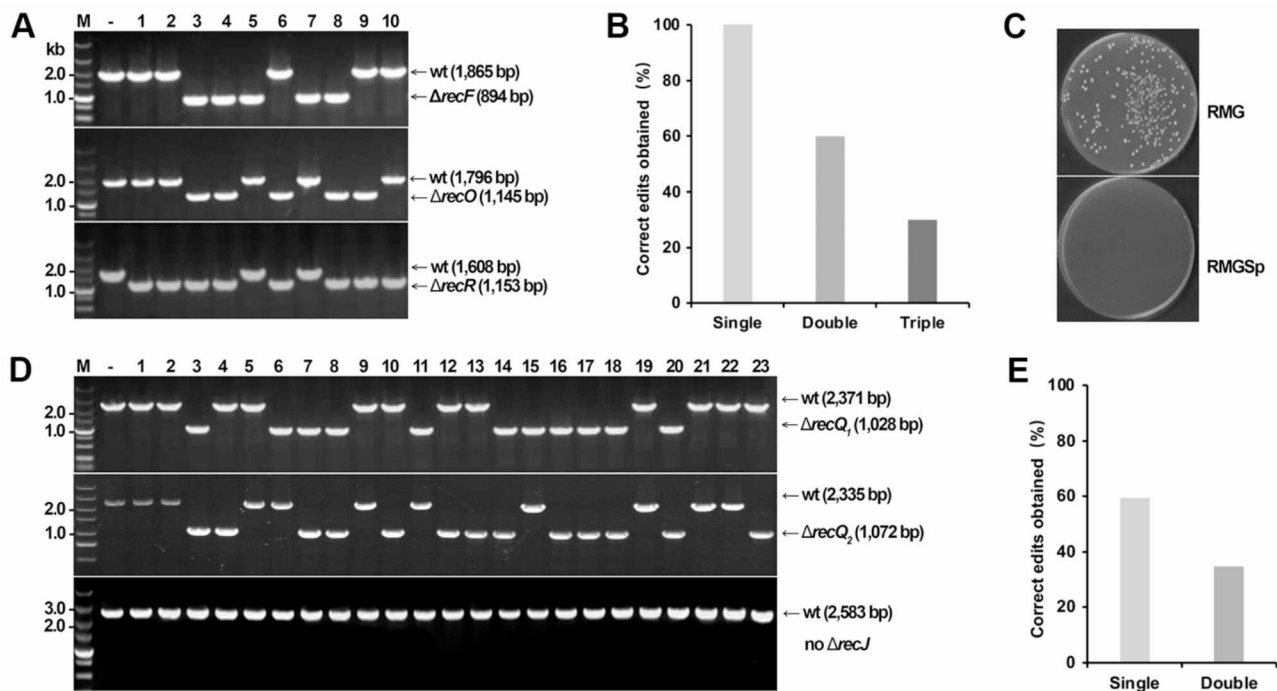 A
M - 1 2 3 4 5 6 7 8 9 10
kb
2.0
1.0
wt (1,865 bp)
ΔrecF (894 bp)
2.0
1.0
wt (1,796 bp)
ΔrecO (1,145 bp)
2.0
1.0
wt (1,608 bp)
ΔrecR (1,153 bp)
B
Correct edits obtained (%)
100
80
60
40
20
0
Single Double Triple
C
RMG
RMGSp
D
M - 1 2 3 4 5 6 7 8 9 10 11 12 13 14 15 16 17 18 19 20 21 22 23
2.0
1.0
wt (2,371 bp)
ΔrecQ1 (1,028 bp)
2.0
1.0
wt (2,335 bp)
ΔrecQ2 (1,072 bp)
3.0
2.0
wt (2,583 bp)
no ΔrecJ
E
Correct edits obtained (%)
100
80
60
40
20
0
Single Double